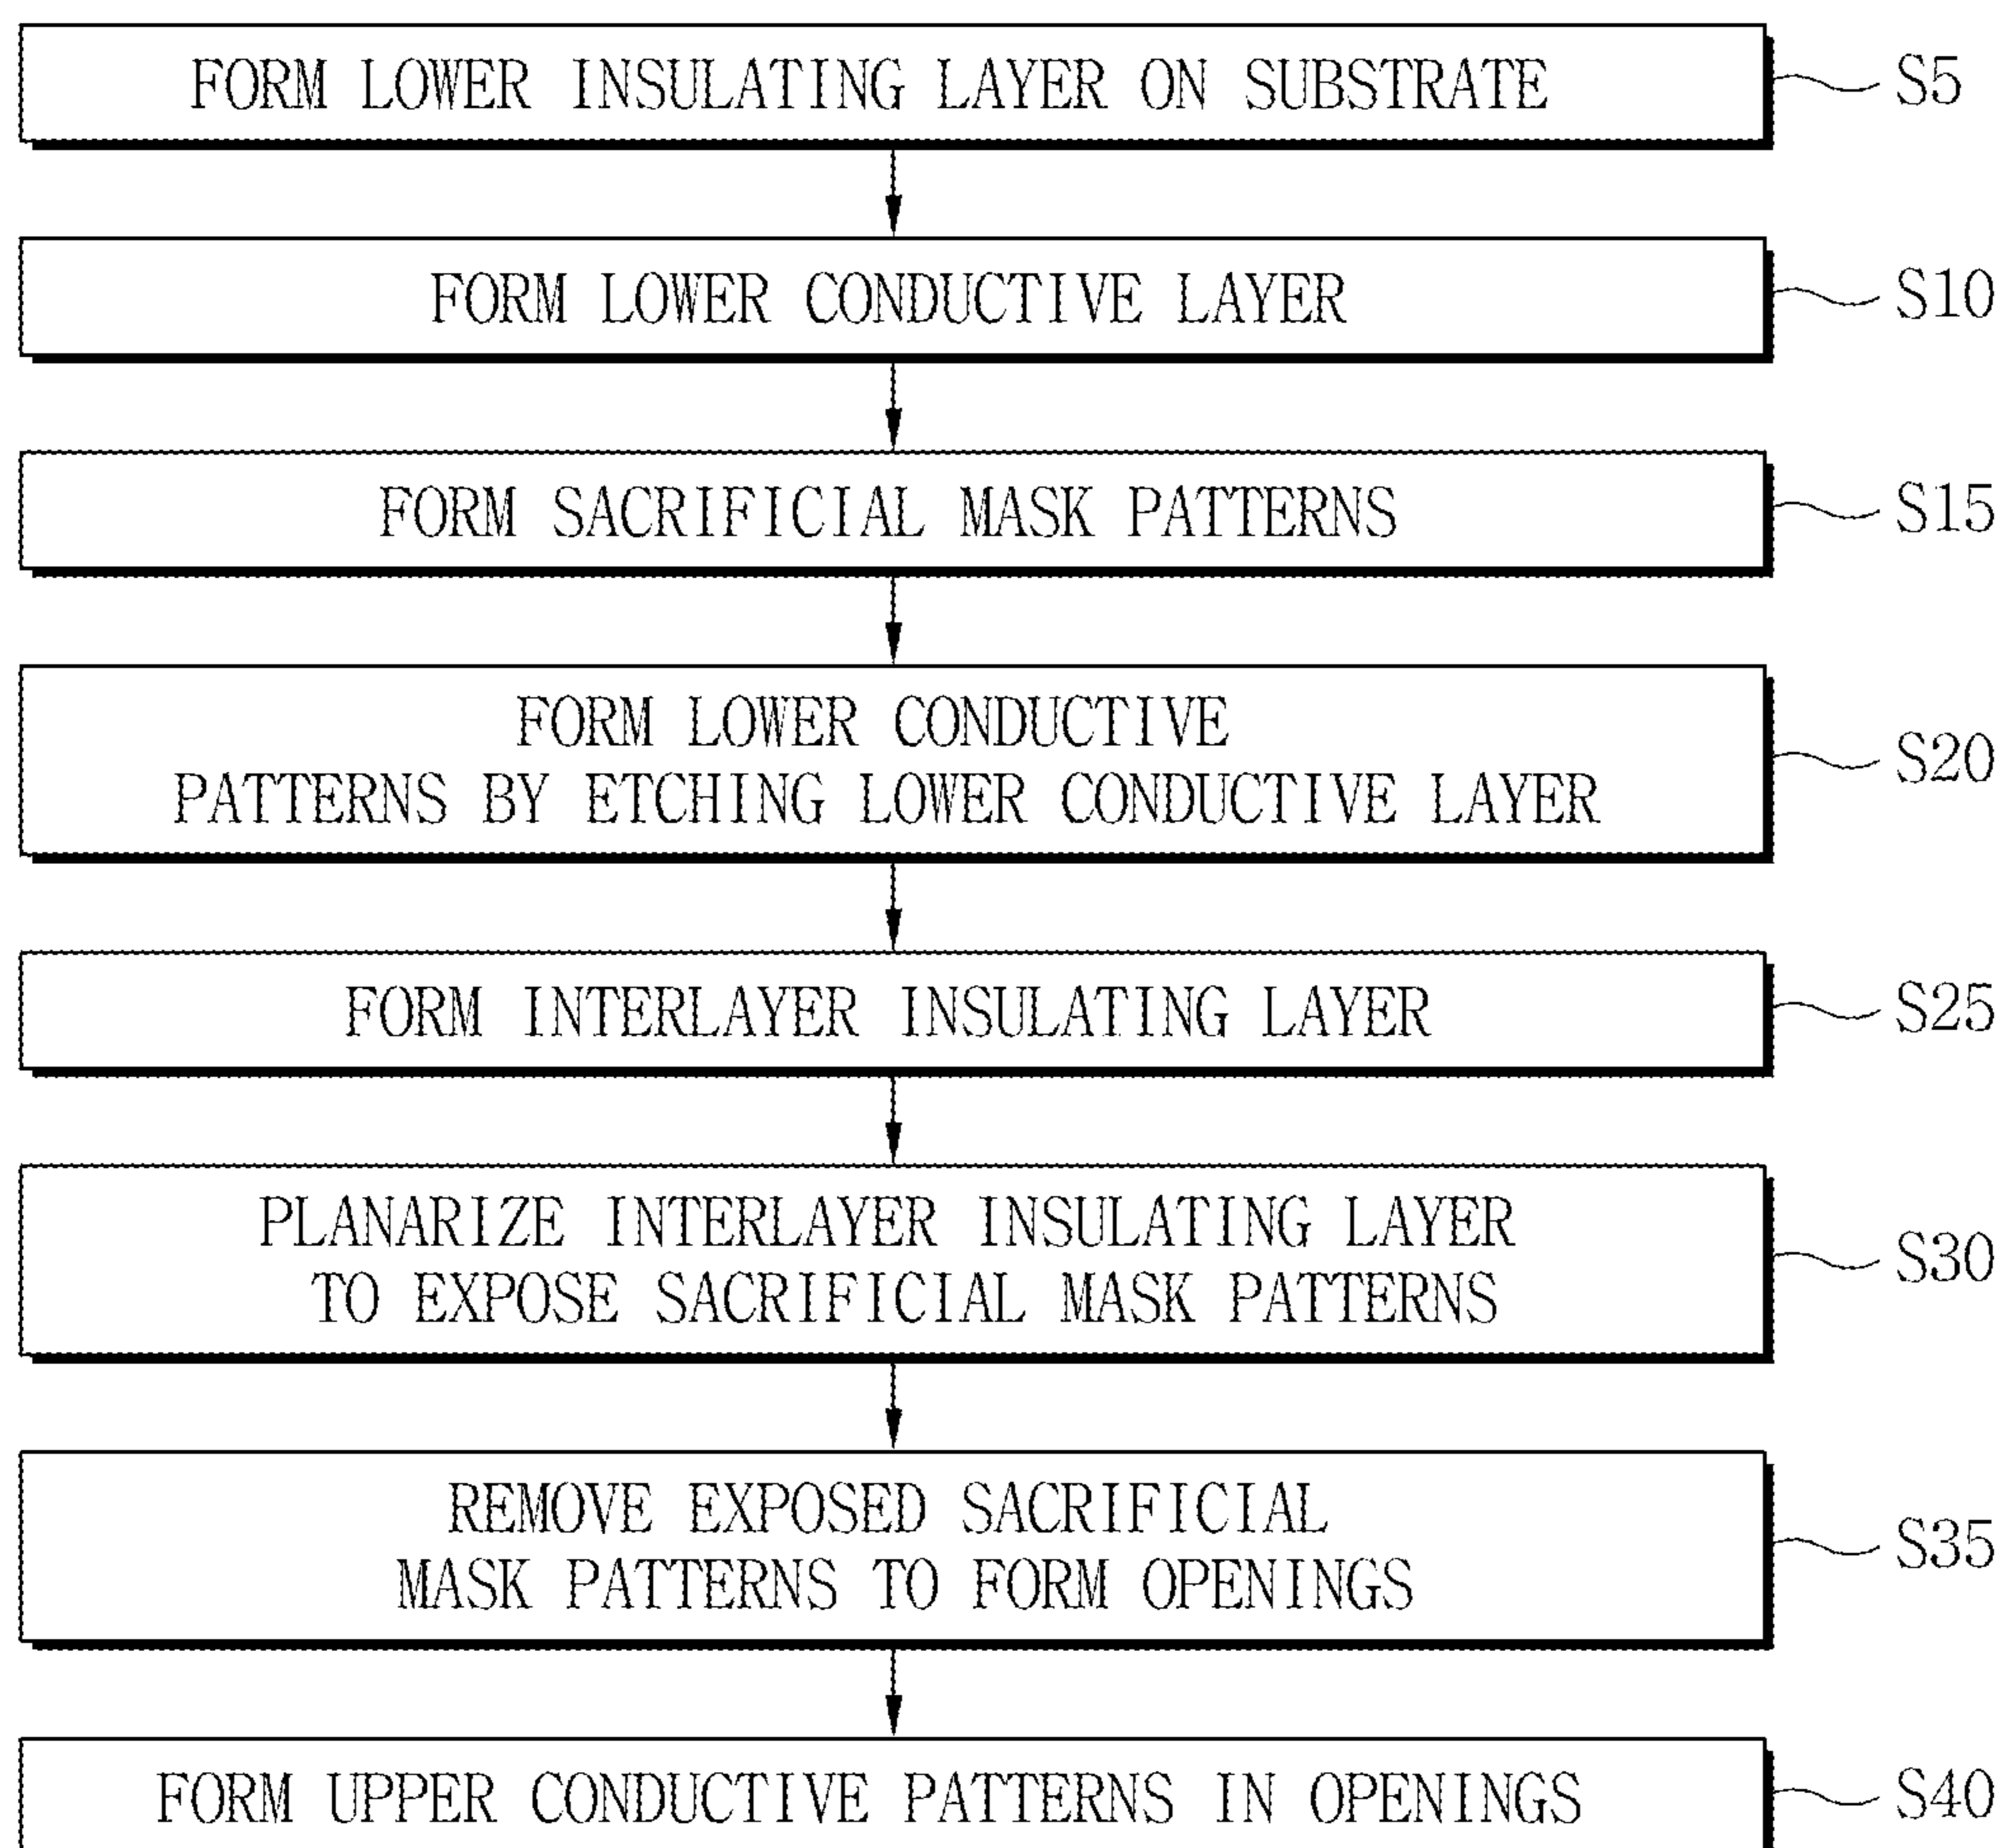 FORM LOWER INSULATING LAYER ON SUBSTRATE
S5
FORM LOWER CONDUCTIVE LAYER
S10
FORM SACRIFICIAL MASK PATTERNS
S15
FORM LOWER CONDUCTIVE
PATTERNS BY ETCHING LOWER CONDUCTIVE LAYER
S20
FORM INTERLAYER INSULATING LAYER
S25
PLANARIZE INTERLAYER INSULATING LAYER
TO EXPOSE SACRIFICIAL MASK PATTERNS
S30
REMOVE EXPOSED SACRIFICIAL
MASK PATTERNS TO FORM OPENINGS
S35
FORM UPPER CONDUCTIVE PATTERNS IN OPENINGS
S40